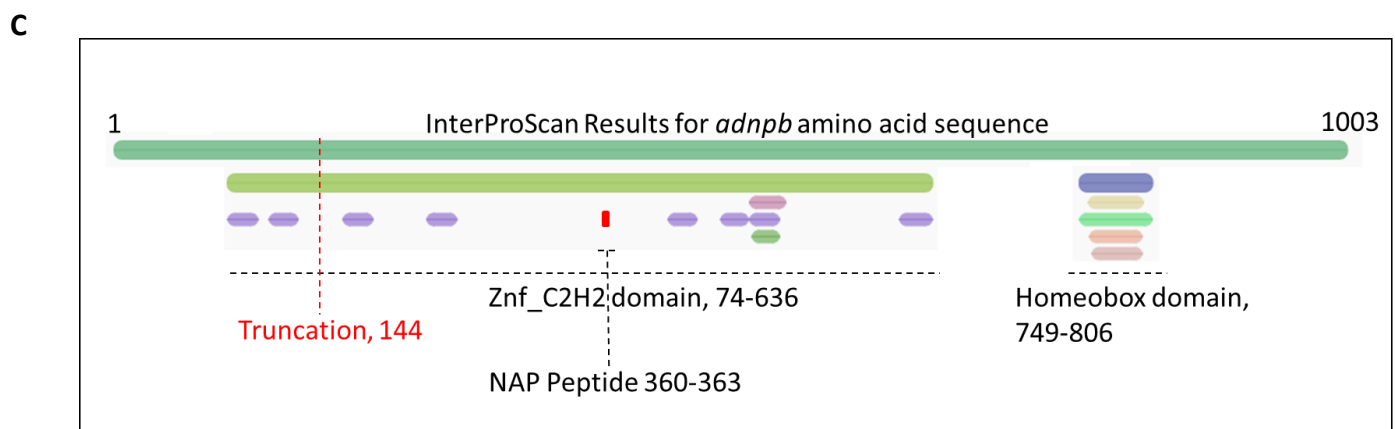 C
1 InterProScan Results for adnpb amino acid sequence 1003
Znf_C2H2 domain, 74-636
Homeobox domain,
749-806
Truncation, 144
NAP Peptide 360-363